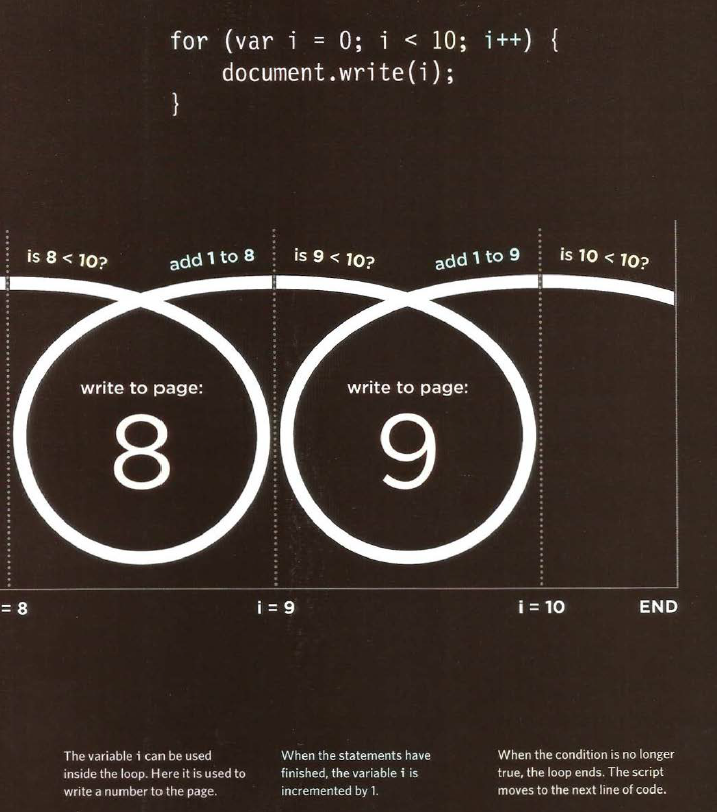 for (var i = 0; i < 10; i++) {
document.write(i);
}
is 8 < 10?
add 1 to 8
is 9 < 10?
add 1 to 9
is 10 < 10?
write to page:
8
write to page:
9
= 8
i = 9
i = 10
END
The variable i can be used
inside the loop. Here it is used to
write a number to the page.
When the statements have
finished, the variable i is
incremented by 1.
When the condition is no longer
true, the loop ends. The script
moves to the next line of code.